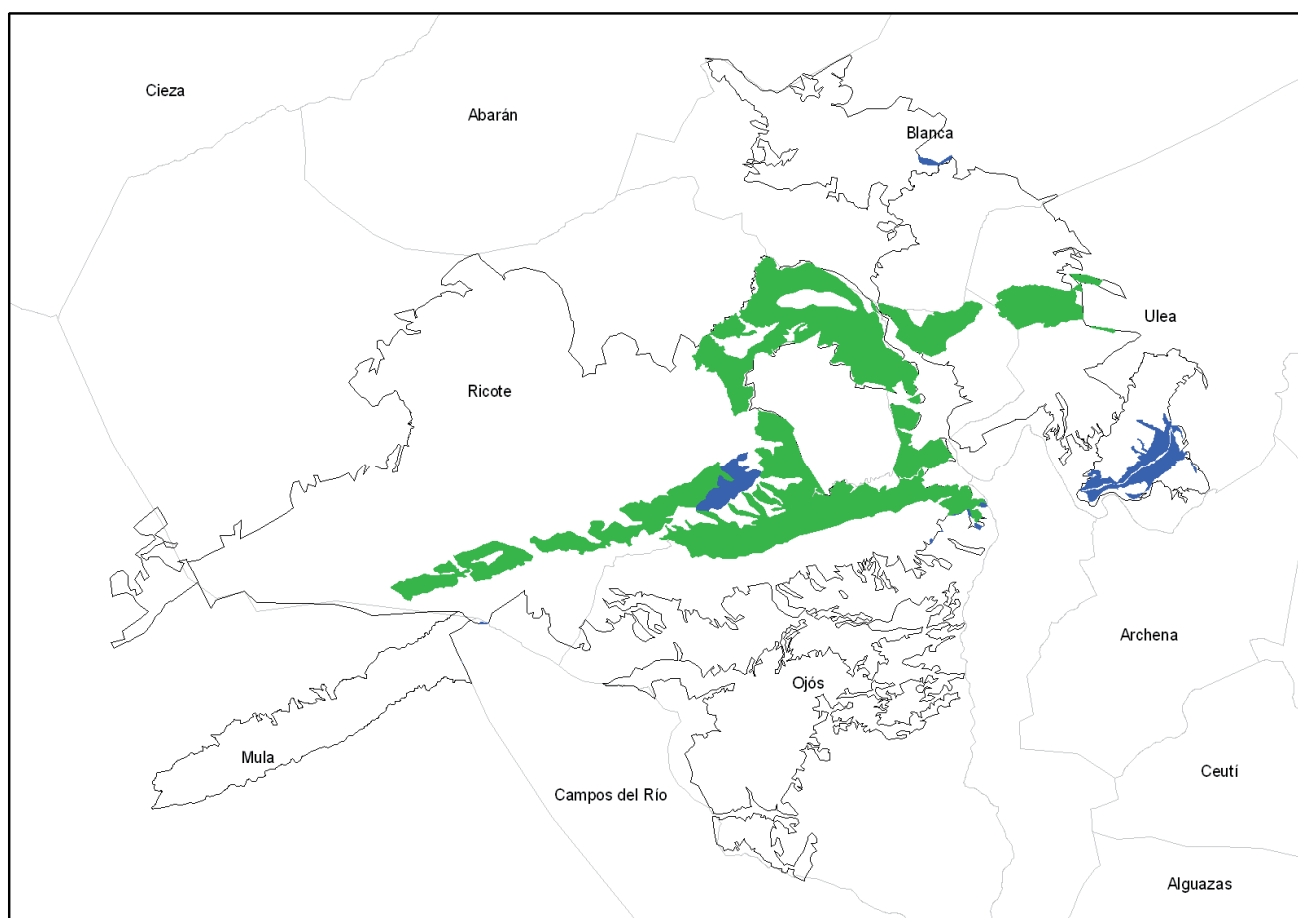 Cieza
Abarán
Blanca
Ulea
Ricote
Archena
Ojós
Mula
Ceutí
Campos del Río
Alguazas